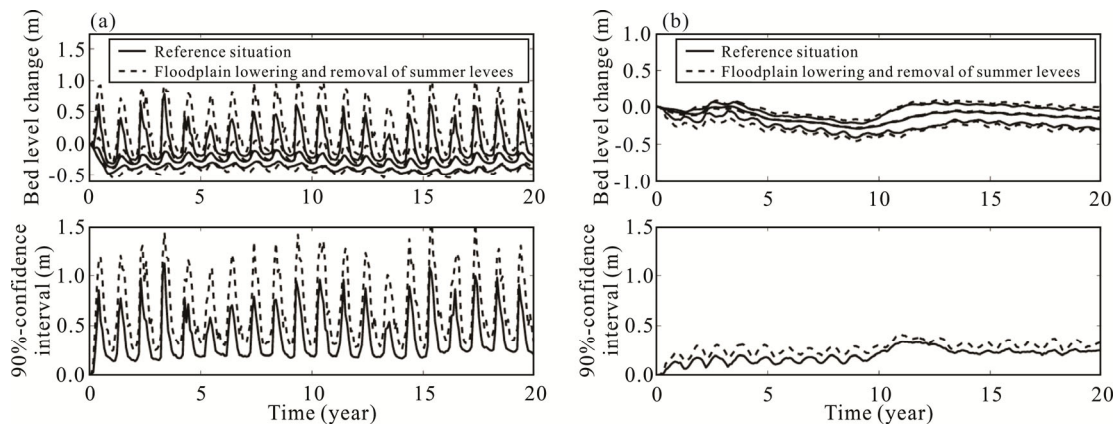 (a)
Bed level change (m)
1.5
1.0
0.5
0.0
-0.5
Reference situation
Floodplain lowering and removal of summer levees
0 5 10 15 20
90%-confidence
interval (m)
1.5
1.0
0.5
0.0
0 5 10 15 20
Time (year)
(b)
Bed level change (m)
1.0
0.5
0.0
-0.5
-1.0
Reference situation
Floodplain lowering and removal of summer levees
0 5 10 15 20
90%-confidence
interval (m)
1.5
1.0
0.5
0.0
0 5 10 15 20
Time (year)